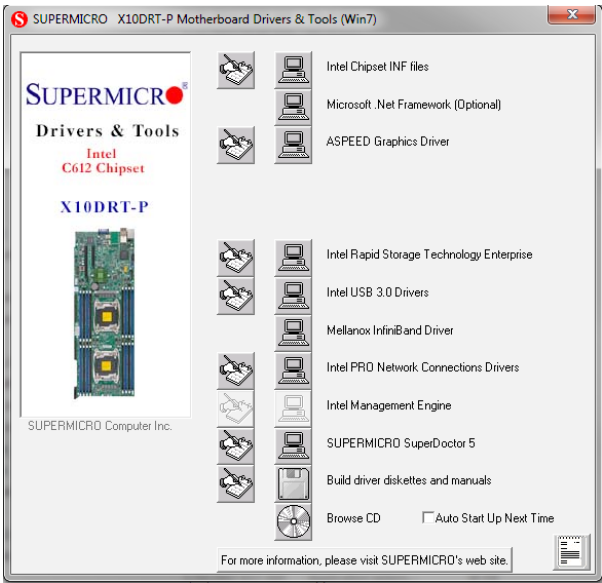 SUPERMICRO X10DRT-P Motherboard Drivers & Tools (Win7)
SUPERMICRO®
Drivers & Tools
Intel
C612 Chipset
X10DRT-P
SUPERMICRO Computer Inc.
Intel Chipset INF files
Microsoft .Net Framework (Optional)
ASPEED Graphics Driver
Intel Rapid Storage Technology Enterprise
Intel USB 3.0 Drivers
Mellanox InfiniBand Driver
Intel PRO Network Connections Drivers
Intel Management Engine
SUPERMICRO SuperDoctor 5
Build driver diskettes and manuals
Browse CD Auto Start Up Next Time
For more information, please visit SUPERMICRO's web site.